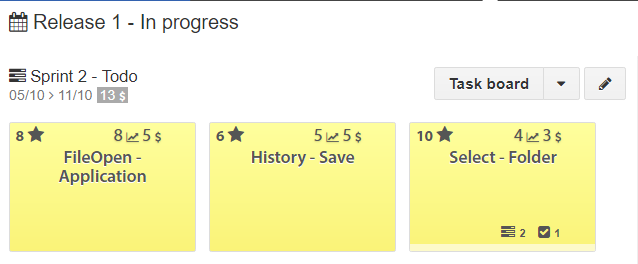 Release 1 - In progress
Sprint 2 - Todo
Task board
05/10 > 11/10 13 $
8 8 5 $
FileOpen -
Application
6 5 5 $
History - Save
10 4 3 $
Select - Folder
2 1